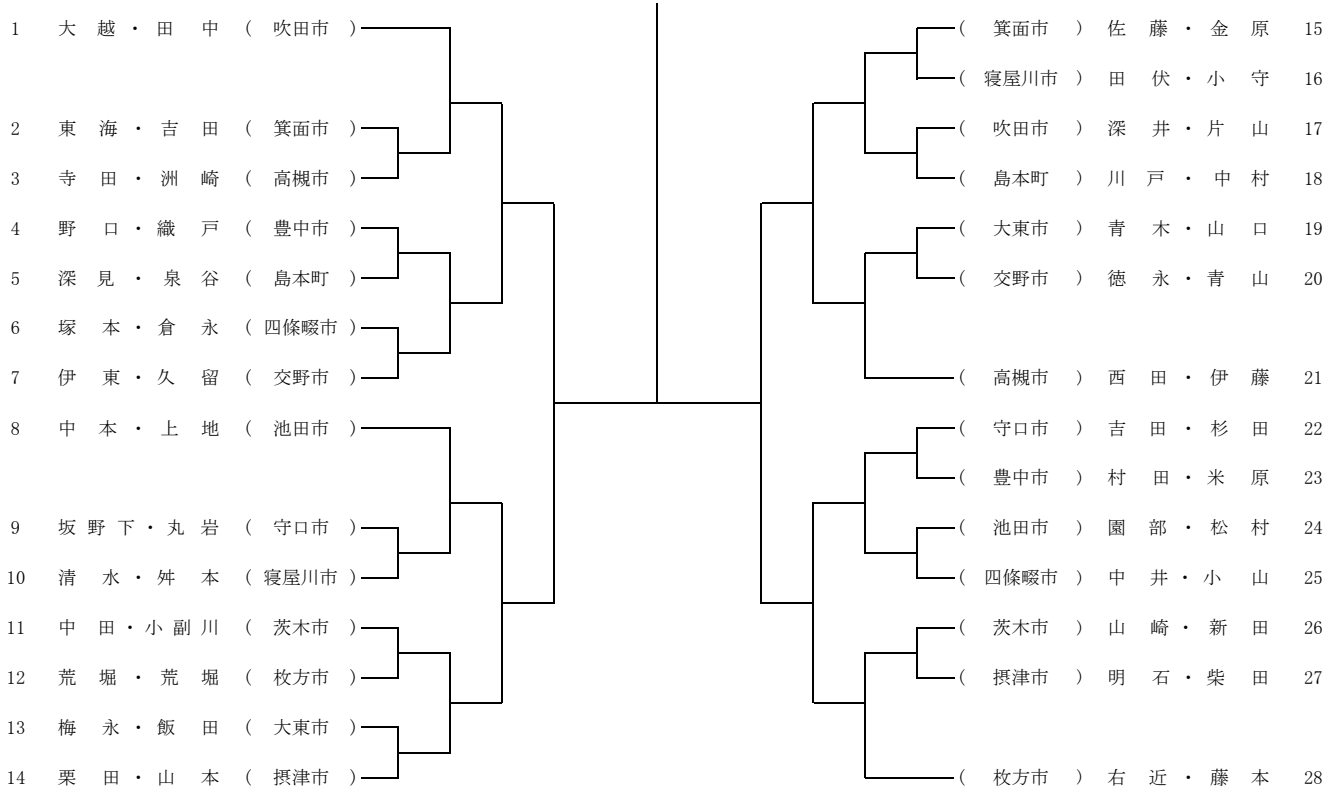 1 大越・田中 ( 吹田市 )
2 東海・吉田 ( 箕面市 )
3 寺田・洲崎 ( 高槻市 )
4 野口・織戸 ( 豊中市 )
5 深見・泉谷 ( 島本町 )
6 塚本・倉永 ( 四條畷市 )
7 伊東・久留 ( 交野市 )
8 中本・上地 ( 池田市 )
9 坂野下・丸岩 ( 守口市 )
10 清水・舛本 ( 寝屋川市 )
11 中田・小副川 ( 茨木市 )
12 荒堀・荒堀 ( 枚方市 )
13 梅永・飯田 ( 大東市 )
14 栗田・山本 ( 摂津市 )
( 箕面市 ) 佐藤・金原 15
( 寝屋川市 ) 田伏・小守 16
( 吹田市 ) 深井・片山 17
( 島本町 ) 川戸・中村 18
( 大東市 ) 青木・山口 19
( 交野市 ) 徳永・青山 20
( 高槻市 ) 西田・伊藤 21
( 守口市 ) 吉田・杉田 22
( 豊中市 ) 村田・米原 23
( 池田市 ) 園部・松村 24
( 四條畷市 ) 中井・小山 25
( 茨木市 ) 山崎・新田 26
( 摂津市 ) 明石・柴田 27
( 枚方市 ) 右近・藤本 28